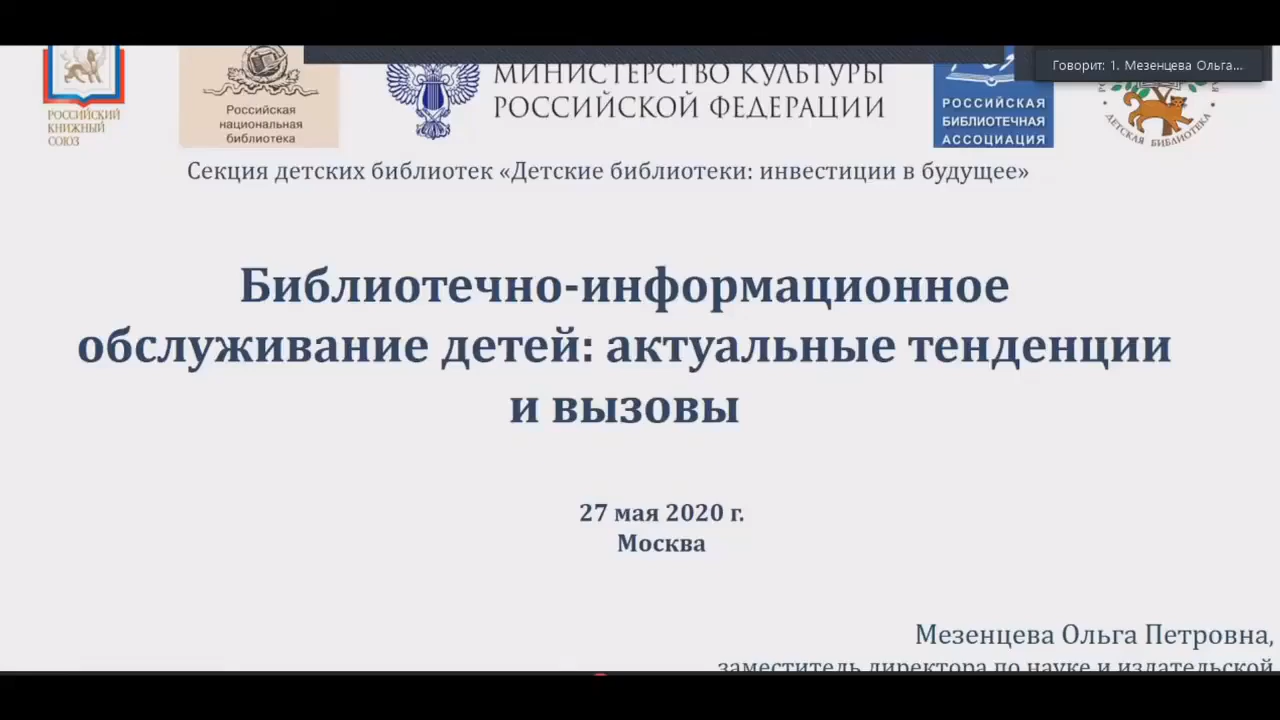 РОССИЙСКИЙ
КНИЖНЫЙ
СОЮЗ
Российская
национальная
библиотека
МИНИСТЕРСТВО КУЛЬТУРЫ
РОССИЙСКОЙ ФЕДЕРАЦИИ
РОССИЙСКАЯ
БИБЛИОТЕЧНАЯ
АССОЦИАЦИЯ
Говорит: 1. Мезенцева Ольга...
ДЕТСКАЯ БИБЛИОТЕКА
Секция детских библиотек «Детские библиотеки: инвестиции в будущее»
Библиотечно-информационное
обслуживание детей: актуальные тенденции
и вызовы
27 мая 2020 г.
Москва
Мезенцева Ольга Петровна,
заместитель директора по науке и издательской